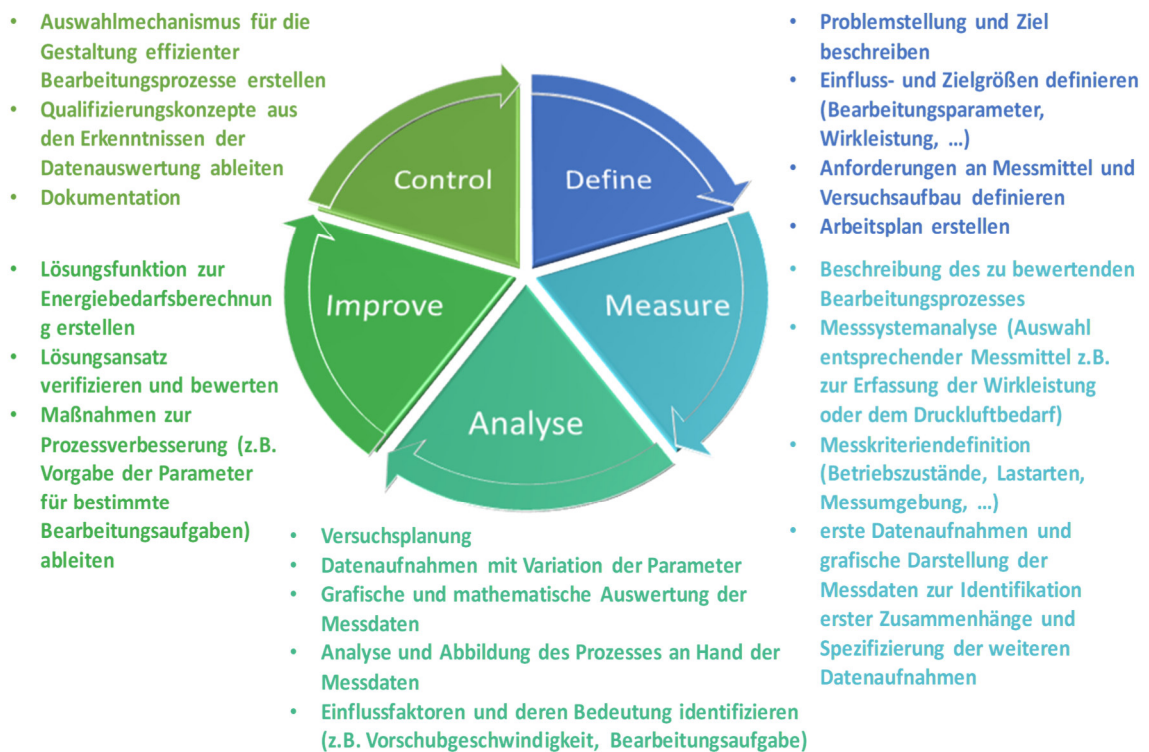 • Auswahlmechanismus für die
Gestaltung effizienter
Bearbeitungsprozesse erstellen
• Qualifizierungskonzepte aus
den Erkenntnissen der
Datenauswertung ableiten
• Dokumentation
• Lösungsfunktion zur
Energiebedarfsberechnun
g erstellen
• Lösungsansatz
verifizieren und bewerten
• Maßnahmen zur
Prozessverbesserung (z.B.
Vorgabe der Parameter
für bestimmte
Bearbeitungsaufgaben)
ableiten
Control
Define
Improve
Measure
Analyse
• Problemstellung und Ziel
beschreiben
• Einfluss- und Zielgrößen definieren
(Bearbeitungsparameter,
Wirkleistung, ...)
• Anforderungen an Messmittel und
Versuchsaufbau definieren
• Arbeitsplan erstellen
• Beschreibung des zu bewertenden
Bearbeitungsprozesses
• Messsystemanalyse (Auswahl
entsprechender Messmittel z.B.
zur Erfassung der Wirkleistung
oder dem Druckluftbedarf)
• Messkriteriendefinition
(Betriebszustände, Lastarten,
Messumgebung, ...)
• erste Datenaufnahmen und
grafische Darstellung der
Messdaten zur Identifikation
erster Zusammenhänge und
Spezifizierung der weiteren
Datenaufnahmen
• Versuchsplanung
• Datenaufnahmen mit Variation der Parameter
• Grafische und mathematische Auswertung der
Messdaten
• Analyse und Abbildung des Prozesses an Hand der
Messdaten
• Einflussfaktoren und deren Bedeutung identifizieren
(z.B. Vorschubgeschwindigkeit, Bearbeitungsaufgabe)